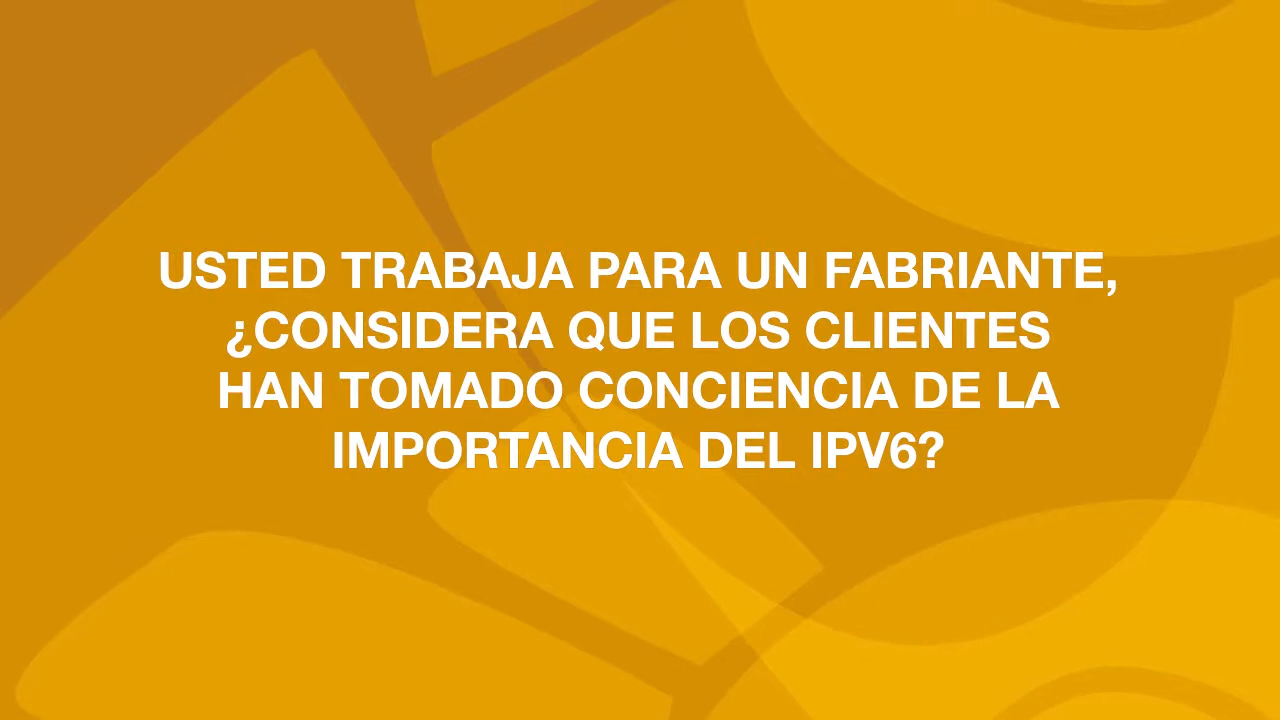 USTED TRABAJA PARA UN FABRIANTE,
¿CONSIDERA QUE LOS CLIENTES
HAN TOMADO CONCIENCIA DE LA
IMPORTANCIA DEL IPV6?